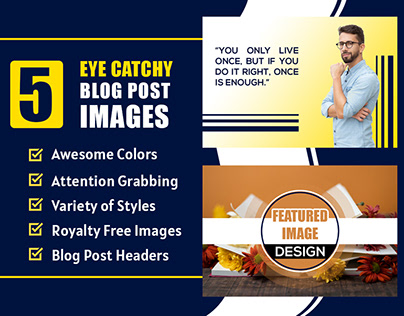 5
EYE CATCHY
BLOG POST
IMAGES
Awesome Colors
Attention Grabbing
Variety of Styles
Royalty Free Images
Blog Post Headers
“YOU ONLY LIVE
ONCE, BUT IF YOU
DO IT RIGHT, ONCE
IS ENOUGH.”
FEATURED
IMAGE
DESIGN